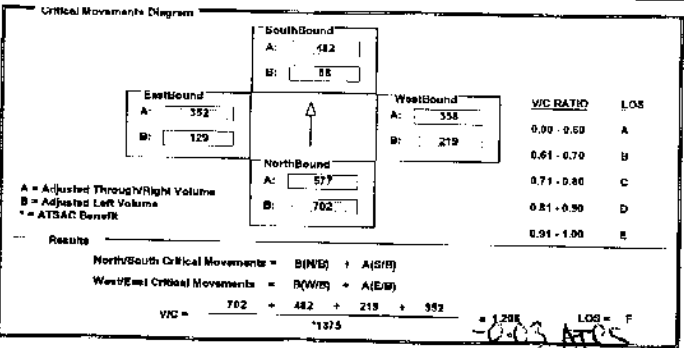 Critical Movements Diagram
SouthBound
A: 482
B: 88
EastBound
A: 352
B: 129
WestBound
A: 358
B: 219
NorthBound
A: 577
B: 702
V/C RATIO LOS
0.00 - 0.60 A
0.61 - 0.70 B
0.71 - 0.80 C
0.81 - 0.90 D
0.91 - 1.00 E
A = Adjusted Through/Right Volume
B = Adjusted Left Volume
* = ATSAC Benefit
Results
North/South Critical Movements = B(N/B) + A(S/B)
West/East Critical Movements = B(W/B) + A(E/B)
V/C = 702 + 482 + 219 + 352 = 1.206 LOS = F
*1375
-0.03 ATCS